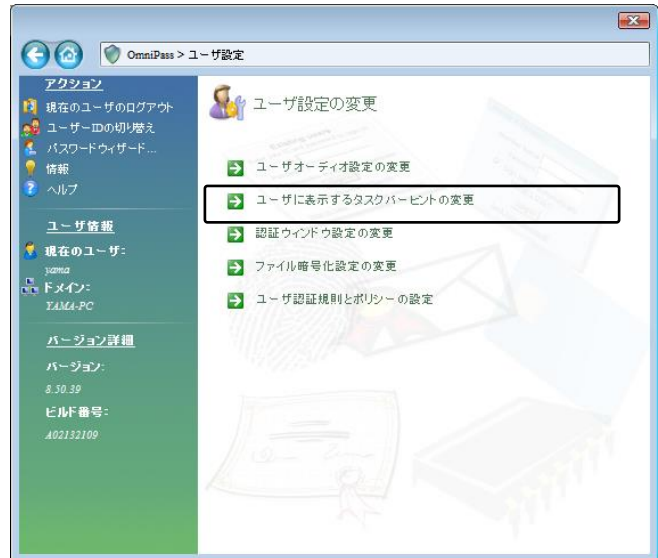 OmniPass > ユーザ設定
アクション
現在のユーザのログアウト
ユーザーIDの切り替え
パスワードウィザード...
情報
ヘルプ
ユーザ情報
現在のユーザ:
yama
ドメイン:
YAMA-PC
バージョン詳細
バージョン:
8.50.39
ビルド番号:
A02132109
ユーザ設定の変更
ユーザオーディオ設定の変更
ユーザに表示するタスクバーヒントの変更
認証ウィンドウ設定の変更
ファイル暗号化設定の変更
ユーザ認証規則とポリシーの設定